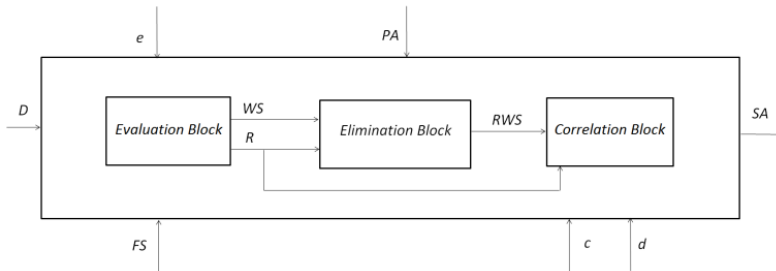 e
PA
D
WS
SA
Evaluation Block
Elimination Block
RWS
Correlation Block
R
FS
c
d